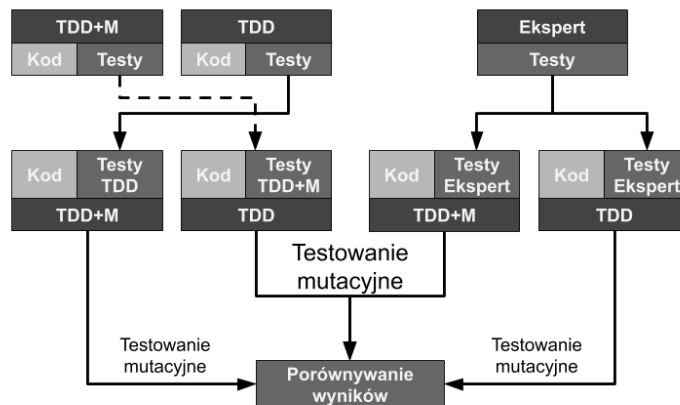 TDD+M
Kod
Testy
TDD
Kod
Testy
Ekspert
Testy
Kod
Testy
TDD
TDD+M
Kod
Testy
TDD+M
TDD
Kod
Testy
Ekspert
TDD+M
Kod
Testy
Ekspert
TDD
Testowanie
mutacyjne
Testowanie
mutacyjne
Testowanie
mutacyjne
Porównywanie
wyników